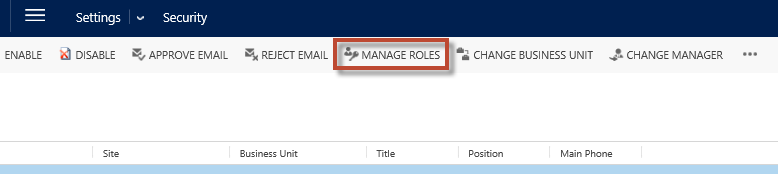 Settings Security
ENABLE DISABLE APPROVE EMAIL REJECT EMAIL MANAGE ROLES CHANGE BUSINESS UNIT CHANGE MANAGER •••
Site Business Unit Title Position Main Phone